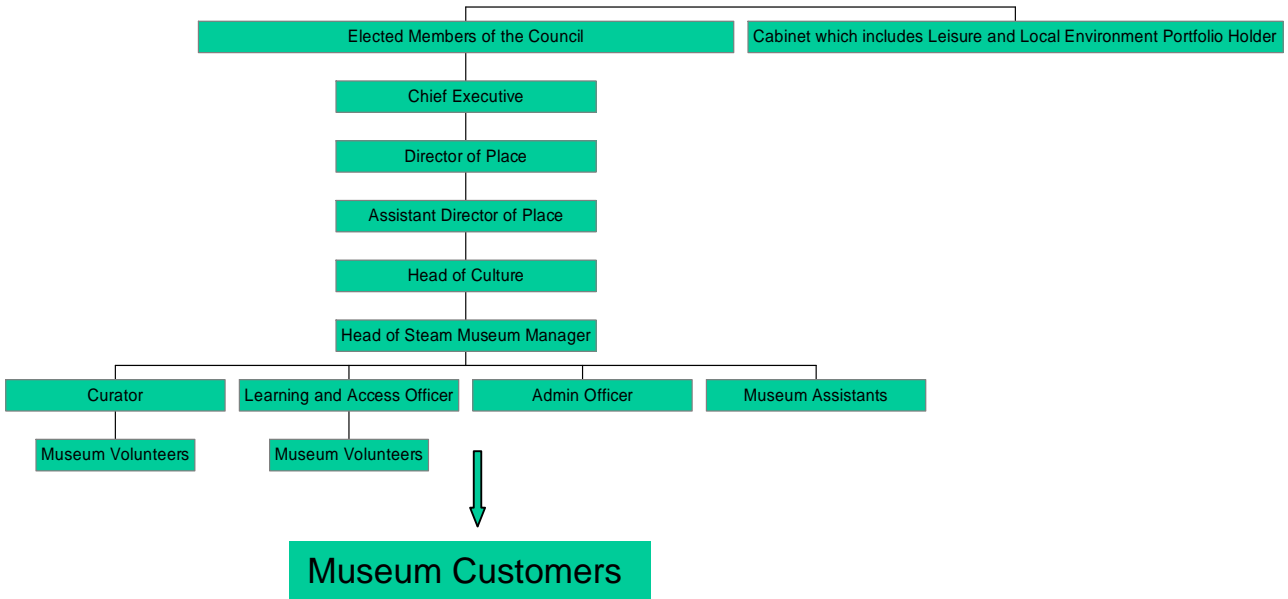 Elected Members of the Council
Cabinet which includes Leisure and Local Environment Portfolio Holder
Chief Executive
Director of Place
Assistant Director of Place
Head of Culture
Head of Steam Museum Manager
Curator
Learning and Access Officer
Admin Officer
Museum Assistants
Museum Volunteers
Museum Volunteers
Museum Customers